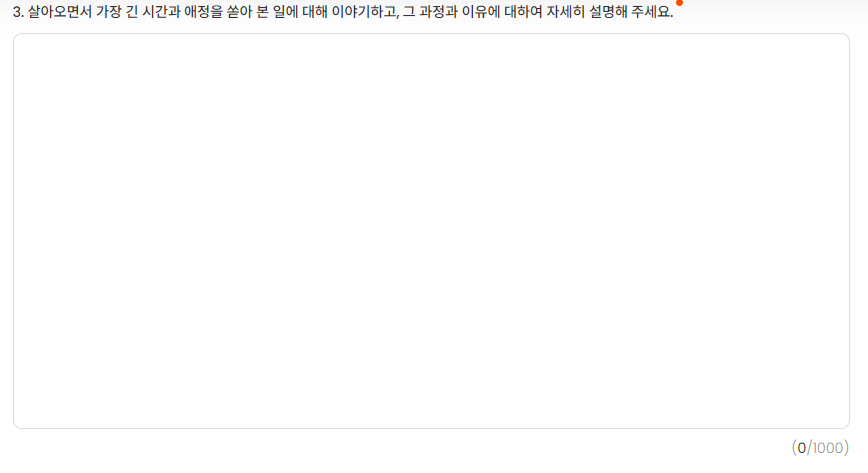 3. 살아오면서 가장 긴 시간과 애정을 쏟아 본 일에 대해 이야기하고, 그 과정과 이유에 대하여 자세히 설명해 주세요.
(0/1000)